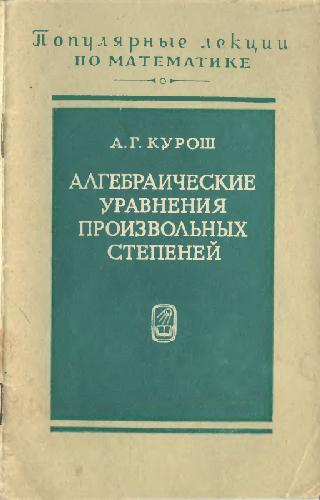 Популярные лекции
ПО МАТЕМАТИКЕ
А.Г. КУРОШ
АЛГЕБРАИЧЕСКИЕ
УРАВНЕНИЯ
ПРОИЗВОЛЬНЫХ
СТЕПЕНЕЙ